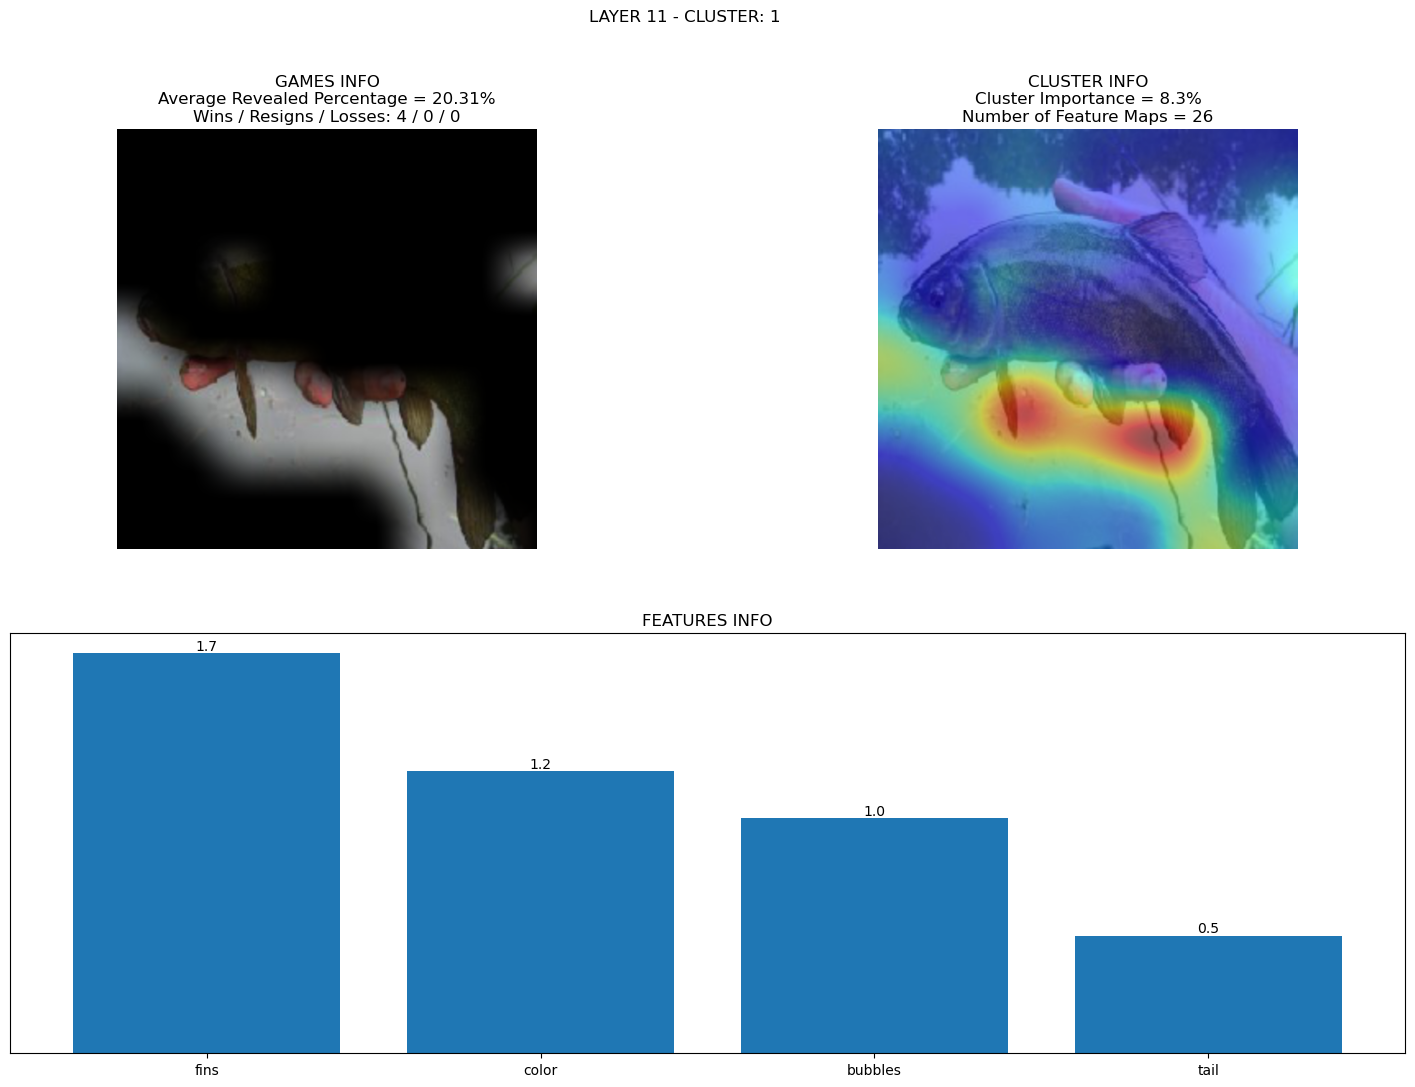 LAYER 11 - CLUSTER: 1
GAMES INFO
Average Revealed Percentage = 20.31%
Wins / Resigns / Losses: 4 / 0 / 0
CLUSTER INFO
Cluster Importance = 8.3%
Number of Feature Maps = 26
FEATURES INFO
1.7
1.2
1.0
0.5
fins
color
bubbles
tail